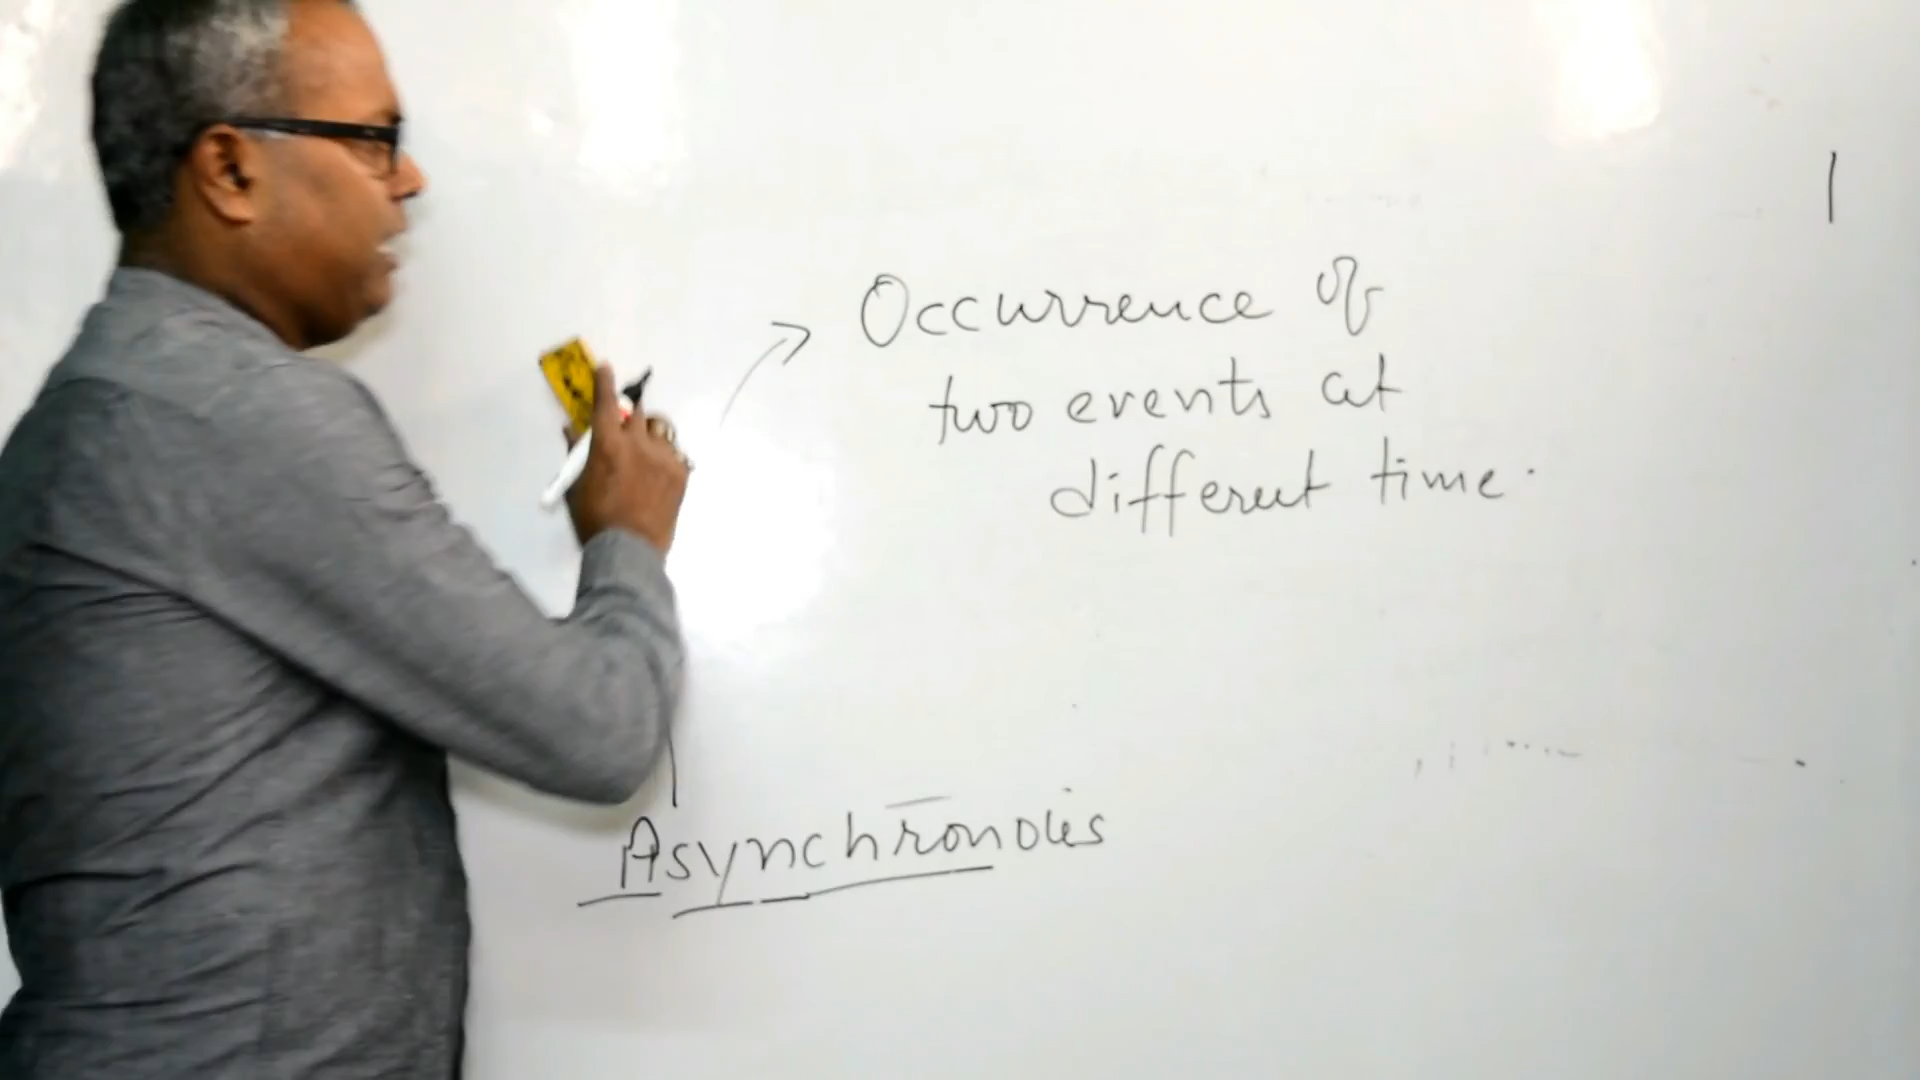 Occurrence of
two events at
different time.
Asynchronous